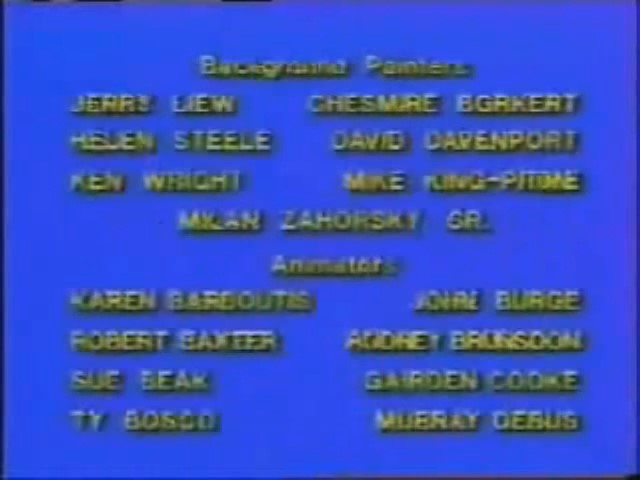 Background Painters
JERRY LIEW CHESMIRE BORKERT
HELEN STEELE DAVID DAVENPORT
KEN WRIGHT MIKE KING-PITIME
MILAN ZAHORSKY SR.
Animators
KAREN BARBOUTIS JOHN BURGE
ROBERT BAXTER AUDREY BRUNSDON
SUE BEAK GAIRDEN COOKE
TY BOSCO MURRAY DEBUS